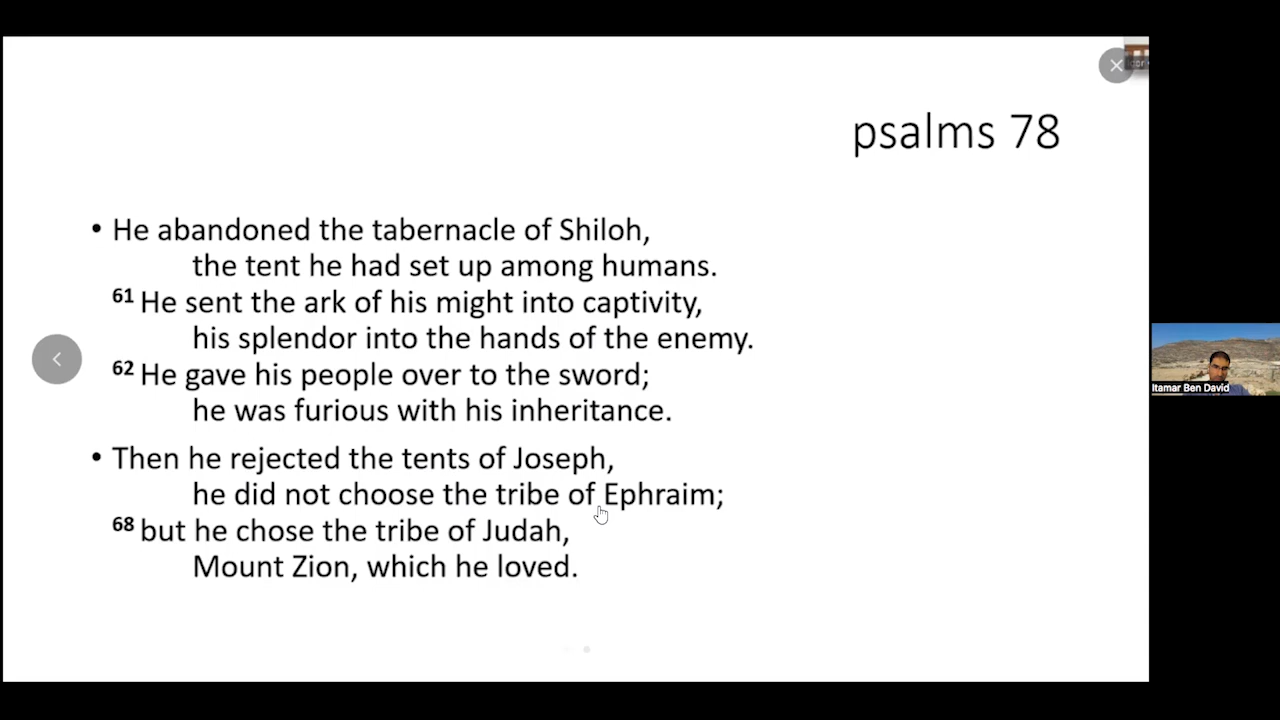 psalms 78
• He abandoned the tabernacle of Shiloh,
the tent he had set up among humans.
61 He sent the ark of his might into captivity,
his splendor into the hands of the enemy.
62 He gave his people over to the sword;
he was furious with his inheritance.
• Then he rejected the tents of Joseph,
he did not choose the tribe of Ephraim;
68 but he chose the tribe of Judah,
Mount Zion, which he loved.
Itamar Ben David